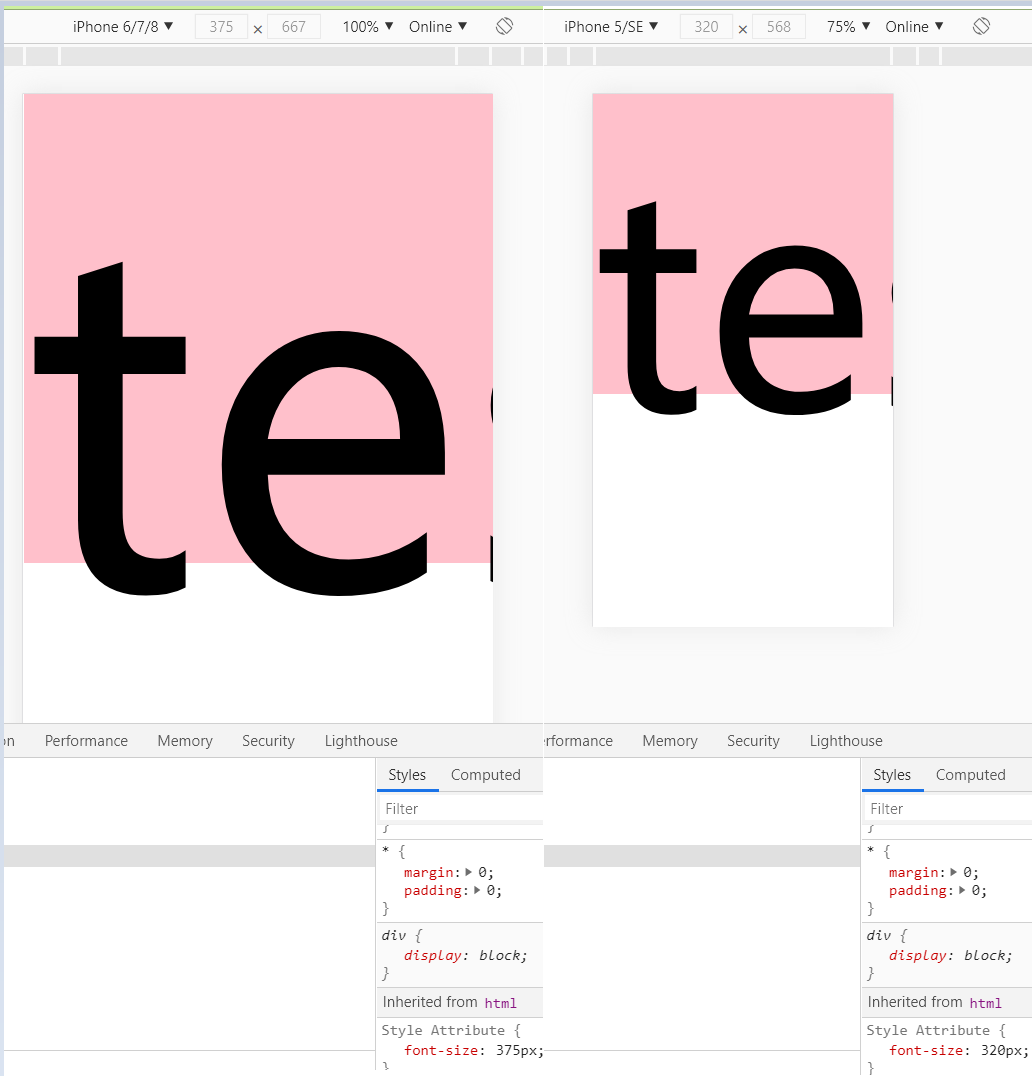 iPhone 6/7/8 ▼ 375 × 667 100% ▼ Online ▼
te
on Performance Memory Security Lighthouse
Styles Computed
Filter
}
* {
margin: ▶ 0;
padding: ▶ 0;
}
div {
display: block;
}
Inherited from html
Style Attribute {
font-size: 375px;
}
iPhone 5/SE ▼ 320 × 568 75% ▼ Online ▼
te
rformance Memory Security Lighthouse
Styles Computed
Filter
}
* {
margin: ▶ 0;
padding: ▶ 0;
}
div {
display: block;
}
Inherited from html
Style Attribute {
font-size: 320px;
}